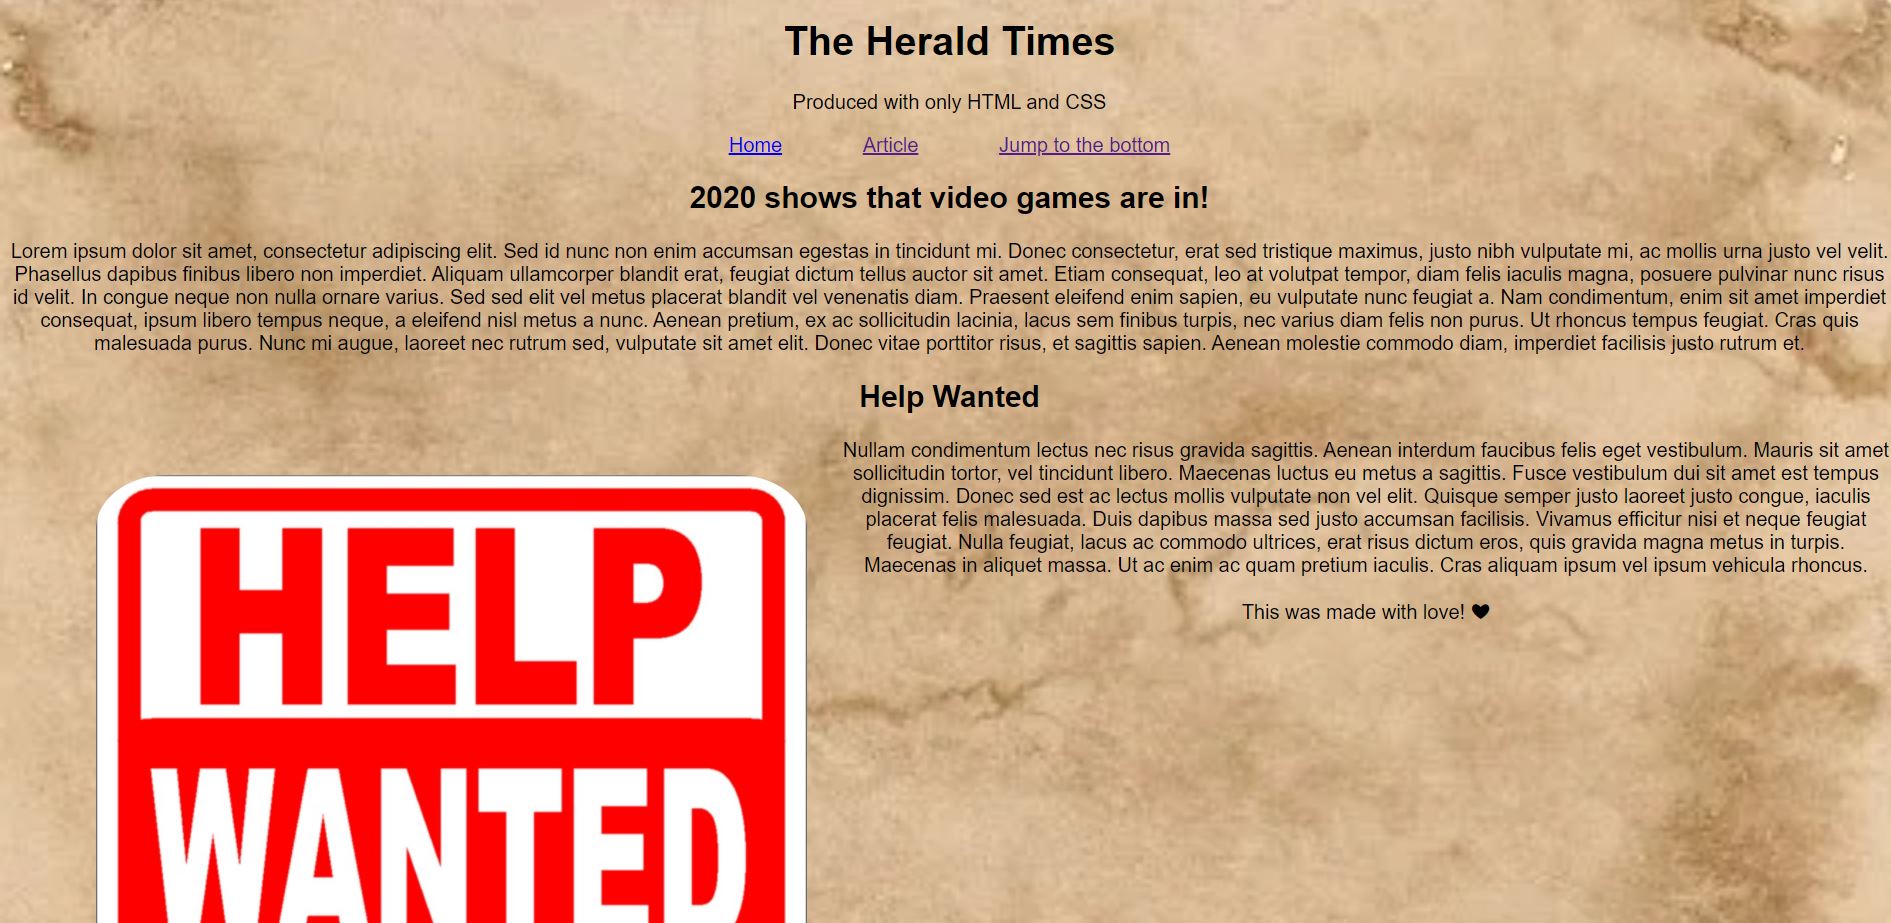 The Herald Times
Produced with only HTML and CSS
Home Article Jump to the bottom
2020 shows that video games are in!
Lorem ipsum dolor sit amet, consectetur adipiscing elit. Sed id nunc non enim accumsan egestas in tincidunt mi. Donec consectetur, erat sed tristique maximus, justo nibh vulputate mi, ac mollis urna justo vel velit.
Phasellus dapibus finibus libero non imperdiet. Aliquam ullamcorper blandit erat, feugiat dictum tellus auctor sit amet. Etiam consequat, leo at volutpat tempor, diam felis iaculis magna, posuere pulvinar nunc risus
id velit. In congue neque non nulla ornare varius. Sed sed elit vel metus placerat blandit vel venenatis diam. Praesent eleifend enim sapien, eu vulputate nunc feugiat a. Nam condimentum, enim sit amet imperdiet
consequat, ipsum libero tempus neque, a eleifend nisl metus a nunc. Aenean pretium, ex ac sollicitudin lacinia, lacus sem finibus turpis, nec varius diam felis non purus. Ut rhoncus tempus feugiat. Cras quis
malesuada purus. Nunc mi augue, laoreet nec rutrum sed, vulputate sit amet elit. Donec vitae porttitor risus, et sagittis sapien. Aenean molestie commodo diam, imperdiet facilisis justo rutrum et.
Help Wanted
Nullam condimentum lectus nec risus gravida sagittis. Aenean interdum faucibus felis eget vestibulum. Mauris sit amet
sollicitudin tortor, vel tincidunt libero. Maecenas luctus eu metus a sagittis. Fusce vestibulum dui sit amet est tempus
dignissim. Donec sed est ac lectus mollis vulputate non vel elit. Quisque semper justo laoreet justo congue, iaculis
placerat felis malesuada. Duis dapibus massa sed justo accumsan facilisis. Vivamus efficitur nisi et neque feugiat
feugiat. Nulla feugiat, lacus ac commodo ultrices, erat risus dictum eros, quis gravida magna metus in turpis.
Maecenas in aliquet massa. Ut ac enim ac quam pretium iaculis. Cras aliquam ipsum vel ipsum vehicula rhoncus.
This was made with love! ♥
HELP
WANTED